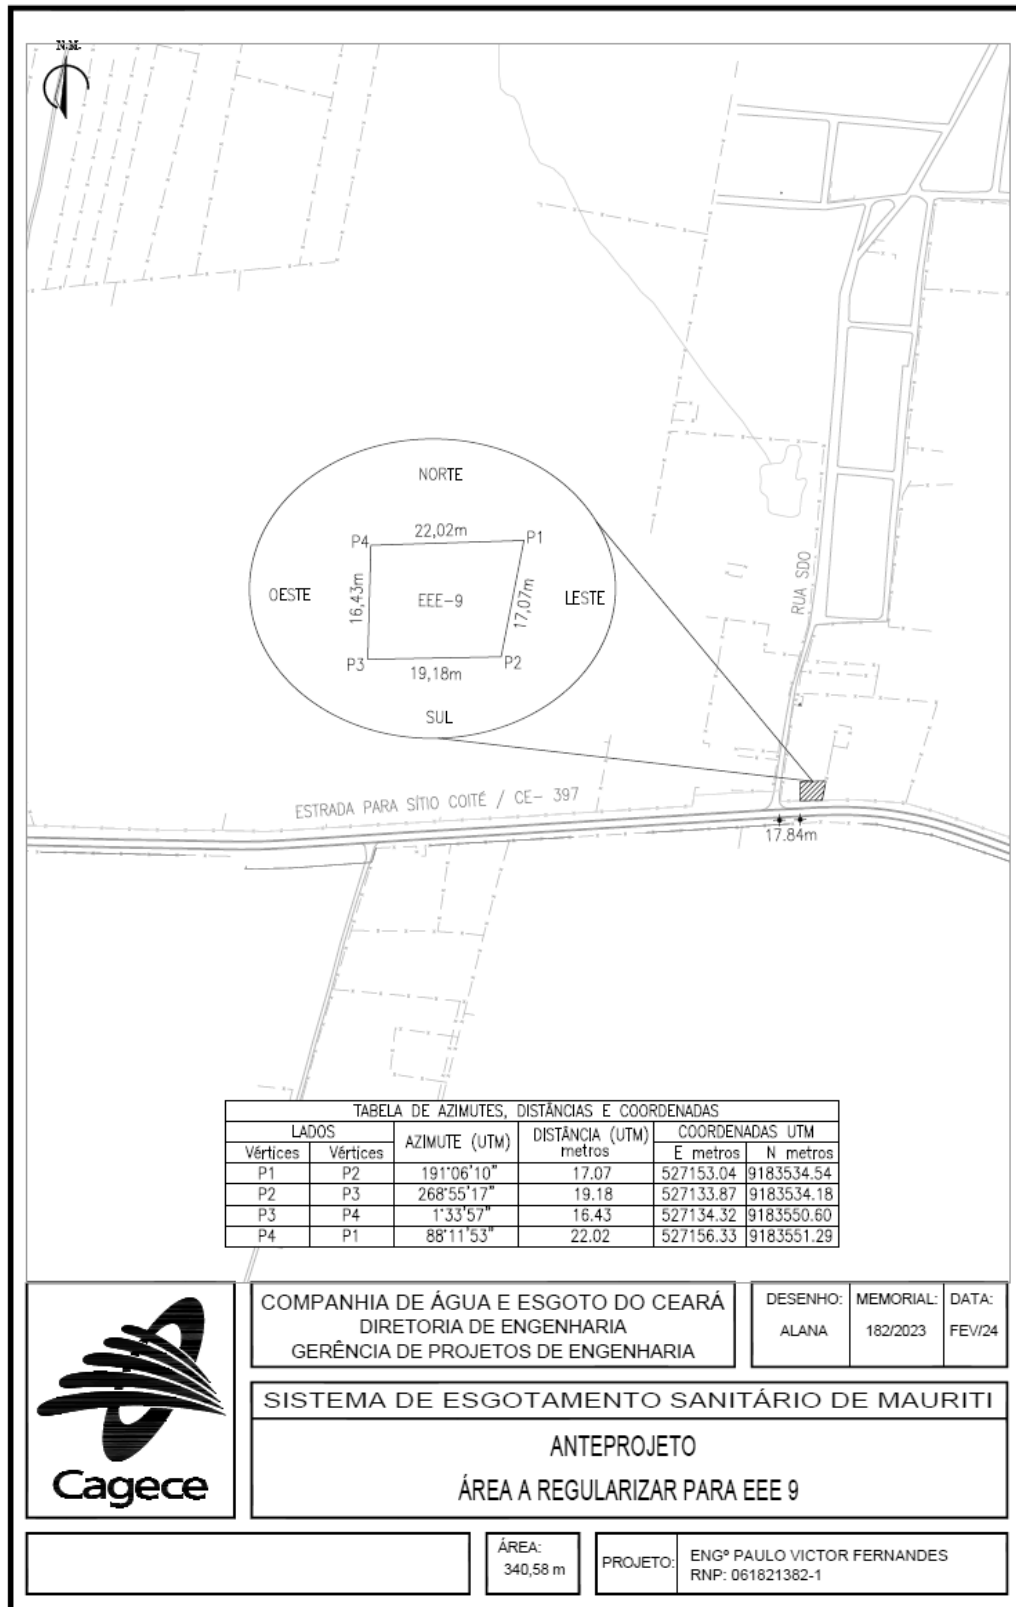 N.M.
NORTE
22,02m
P4
P1
16,43m
OESTE
EEE-9
17,07m
LESTE
P3
P2
19,18m
SUL
RUA SDO
ESTRADA PARA SÍTIO COITÉ / CE- 397
17.84m
TABELA DE AZIMUTES, DISTÂNCIAS E COORDENADAS
LADOS AZIMUTE (UTM) DISTÂNCIA (UTM) metros COORDENADAS UTM
Vértices Vértices E metros N metros
P1 P2 191°06'10" 17.07 527153.04 9183534.54
P2 P3 268°55'17" 19.18 527133.87 9183534.18
P3 P4 1°33'57" 16.43 527134.32 9183550.60
P4 P1 88°11'53" 22.02 527156.33 9183551.29
Cagece
COMPANHIA DE ÁGUA E ESGOTO DO CEARÁ
DIRETORIA DE ENGENHARIA
GERÊNCIA DE PROJETOS DE ENGENHARIA
DESENHO: MEMORIAL: DATA:
ALANA 182/2023 FEV/24
SISTEMA DE ESGOTAMENTO SANITÁRIO DE MAURITI
ANTEPROJETO
ÁREA A REGULARIZAR PARA EEE 9
ÁREA:
340,58 m
PROJETO:
ENGº PAULO VICTOR FERNANDES
RNP: 061821382-1